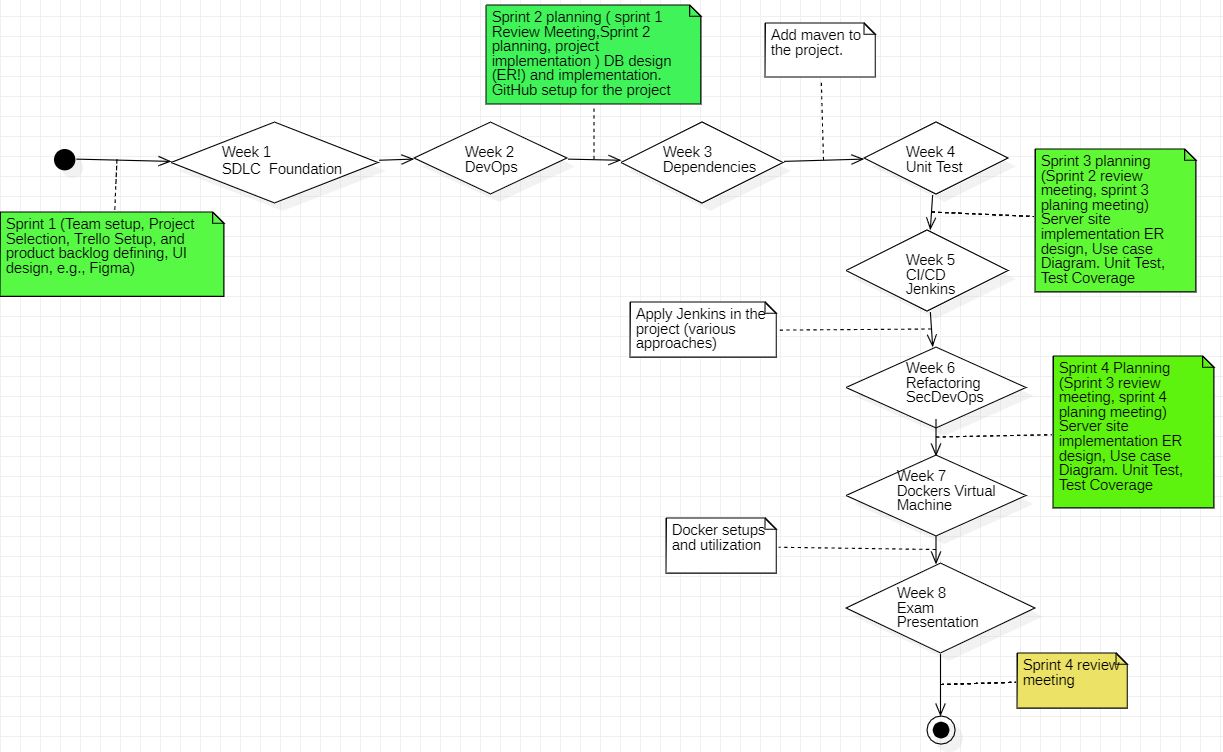 Sprint 2 planning ( sprint 1
Review Meeting,Sprint 2
planning, project
implementation ) DB design
(ER!) and implementation.
GitHub setup for the project
Add maven to
the project.
Week 1
SDLC  Foundation
Week 2
DevOps
Week 3
Dependencies
Week 4
Unit Test
Sprint 1 (Team setup, Project
Selection, Trello Setup, and
product backlog defining, UI
design, e.g., Figma)
Sprint 3 planning
(Sprint 2 review
meeting, sprint 3
planing meeting)
Server site
implementation ER
design, Use case
Diagram. Unit Test,
Test Coverage
Week 5
CI/CD
Jenkins
Apply Jenkins in the
project (various
approaches)
Week 6
Refactoring
SecDevOps
Sprint 4 Planning
(Sprint 3 review
meeting, sprint 4
planing meeting)
Server site
implementation ER
design, Use case
Diagram. Unit Test,
Test Coverage
Week 7
Dockers Virtual
Machine
Docker setups
and utilization
Week 8
Exam
Presentation
Sprint 4 review
meeting